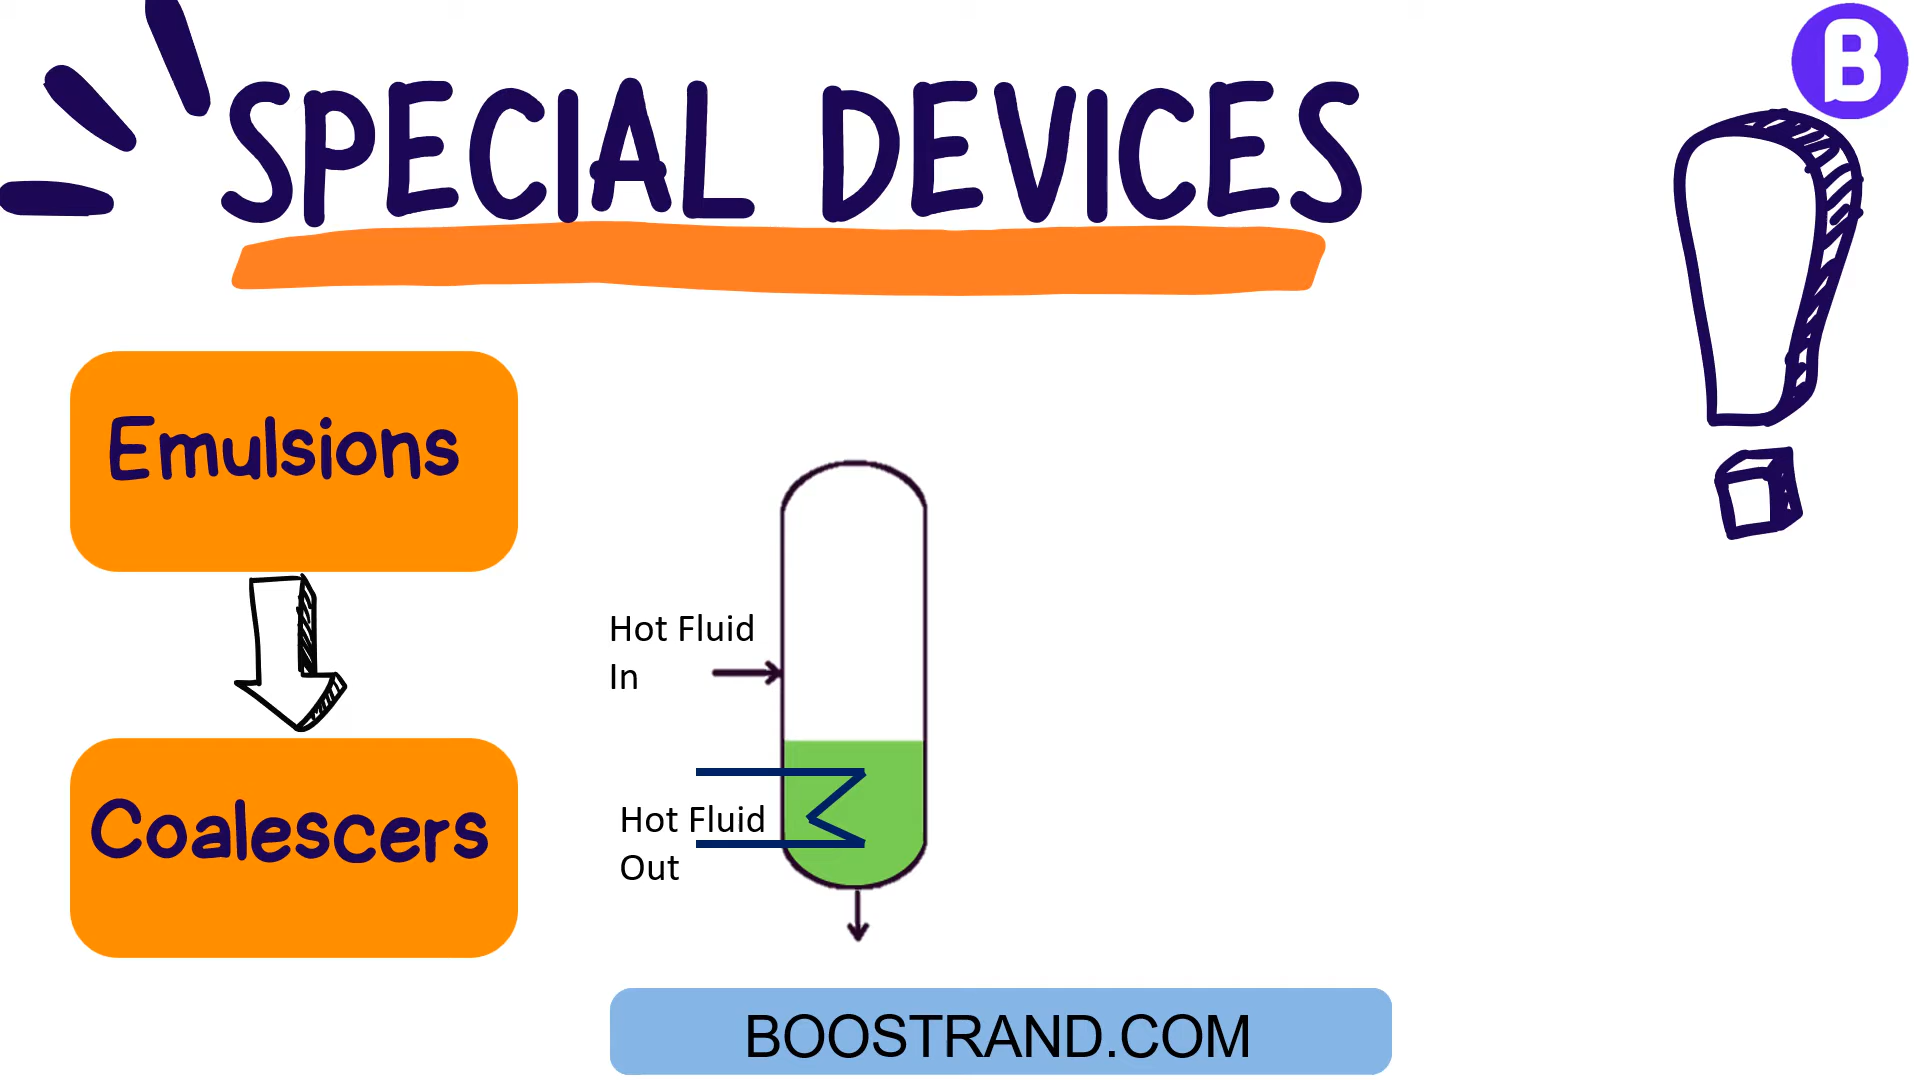 B
SPECIAL DEVICES
Emulsions
Hot Fluid
In
Coalescers
Hot Fluid
Out
BOOSTRAND.COM